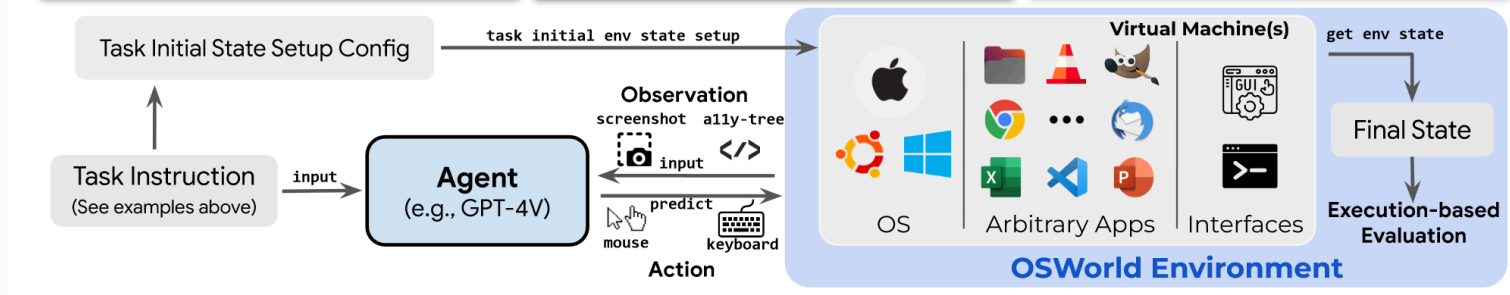 Task Initial State Setup Config
task initial env state setup
Virtual Machine(s)
get env state
Observation
screenshot a11y-tree
</>
input
GUI
Final State
Task Instruction
(See examples above)
input
Agent
(e.g., GPT-4V)
predict
mouse
keyboard
Action
X
P
>-
OS
Arbitrary Apps
Interfaces
Execution-based
Evaluation
OSWorld Environment